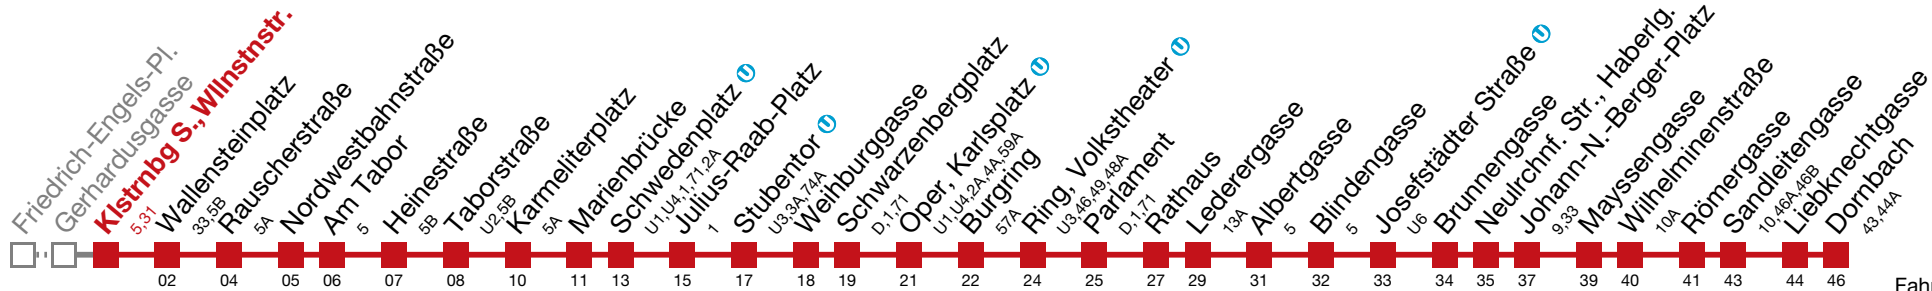 Friedrich-Engels-Pl.
Gerhardusgasse
Klstrnbg S., Wllnstnstr.
5,31
Wallensteinplatz
33,5B
Rauscherstraße
5A
Nordwestbahnstraße
Am Tabor
5
Heinestraße
5B
Taborstraße
U2,5B
Karmeliterplatz
5A
Marienbrücke
Schwedenplatz U
U1,U4,1,71,2A
Julius-Raab-Platz
1
Stubentor U
U3,3A,74A
Weihburggasse
Schwarzenbergplatz
D,1,71
Oper, Karlsplatz U
U1,U4,2A,4A,59A
Burgring
57A
Ring, Volkstheater U
U3,46,49,48A
Parlament
D,1,71
Rathaus
Lederergasse
13A
Albertgasse
5
Blindengasse
5
Josefstädter Straße U
U6
Brunnengasse
Neulrchnf. Str., Haberlg.
Johann-N.-Berger-Platz
9,33
Mayssengasse
Wilhelminenstraße
10A
Römergasse
Sandleitengasse
10,46A,46B
Liebknechtgasse
Dornbach
43,44A
02 04 05 06 07 08 10 11 13 15 17 18 19 21 22 24 25 27 29 31 32 33 34 35 37 39 40 41 43 44 46
Fah